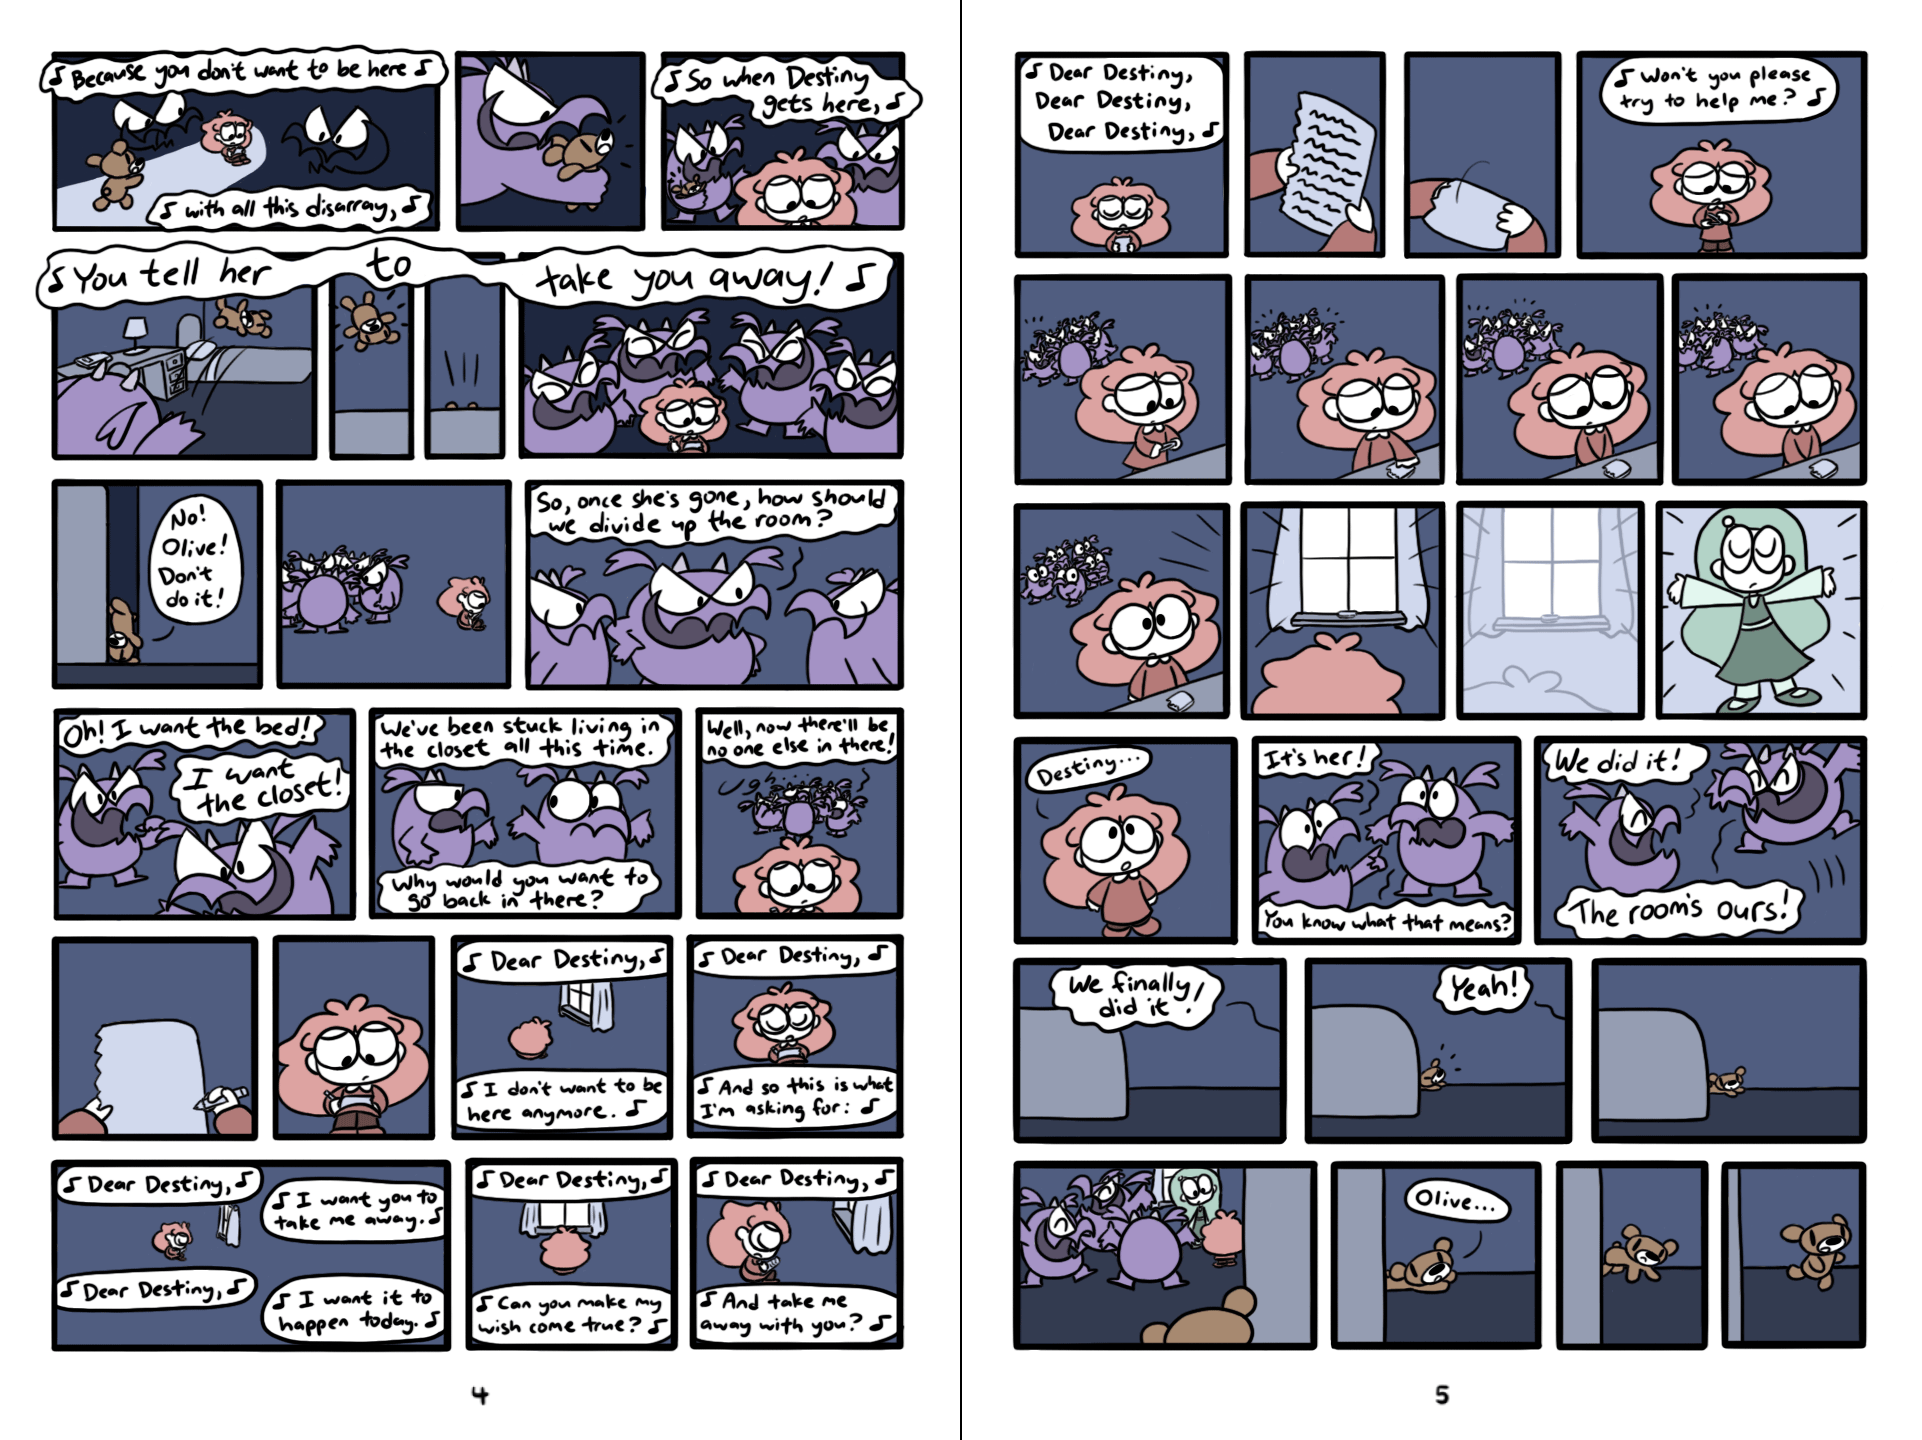 ♪ Because you don't want to be here ♪
♪ with all this disarray, ♪
♪ So when Destiny
gets here, ♪
♪ You tell her to take you away! ♪
No!
Olive!
Don't
do it!
So, once she's gone, how should
we divide up the room?
Oh! I want the bed!
I want
the closet!
We've been stuck living in
the closet all this time.
Why would you want to
go back in there?
Well, now there'll be
no one else in there!
♪ Dear Destiny, ♪
♪ I don't want to be
here anymore. ♪
♪ Dear Destiny, ♪
♪ And so this is what
I'm asking for: ♪
♪ Dear Destiny, ♪
♪ I want you to
take me away. ♪
♪ Dear Destiny, ♪
♪ I want it to
happen today. ♪
♪ Dear Destiny, ♪
♪ Can you make my
wish come true? ♪
♪ Dear Destiny, ♪
♪ And take me
away with you? ♪
4
♪ Dear Destiny,
Dear Destiny,
Dear Destiny, ♪
♪ Won't you please
try to help me? ♪
Destiny...
It's her!
You know what that means?
We did it!
The room's ours!
We finally
did it!
Yeah!
Olive...
5